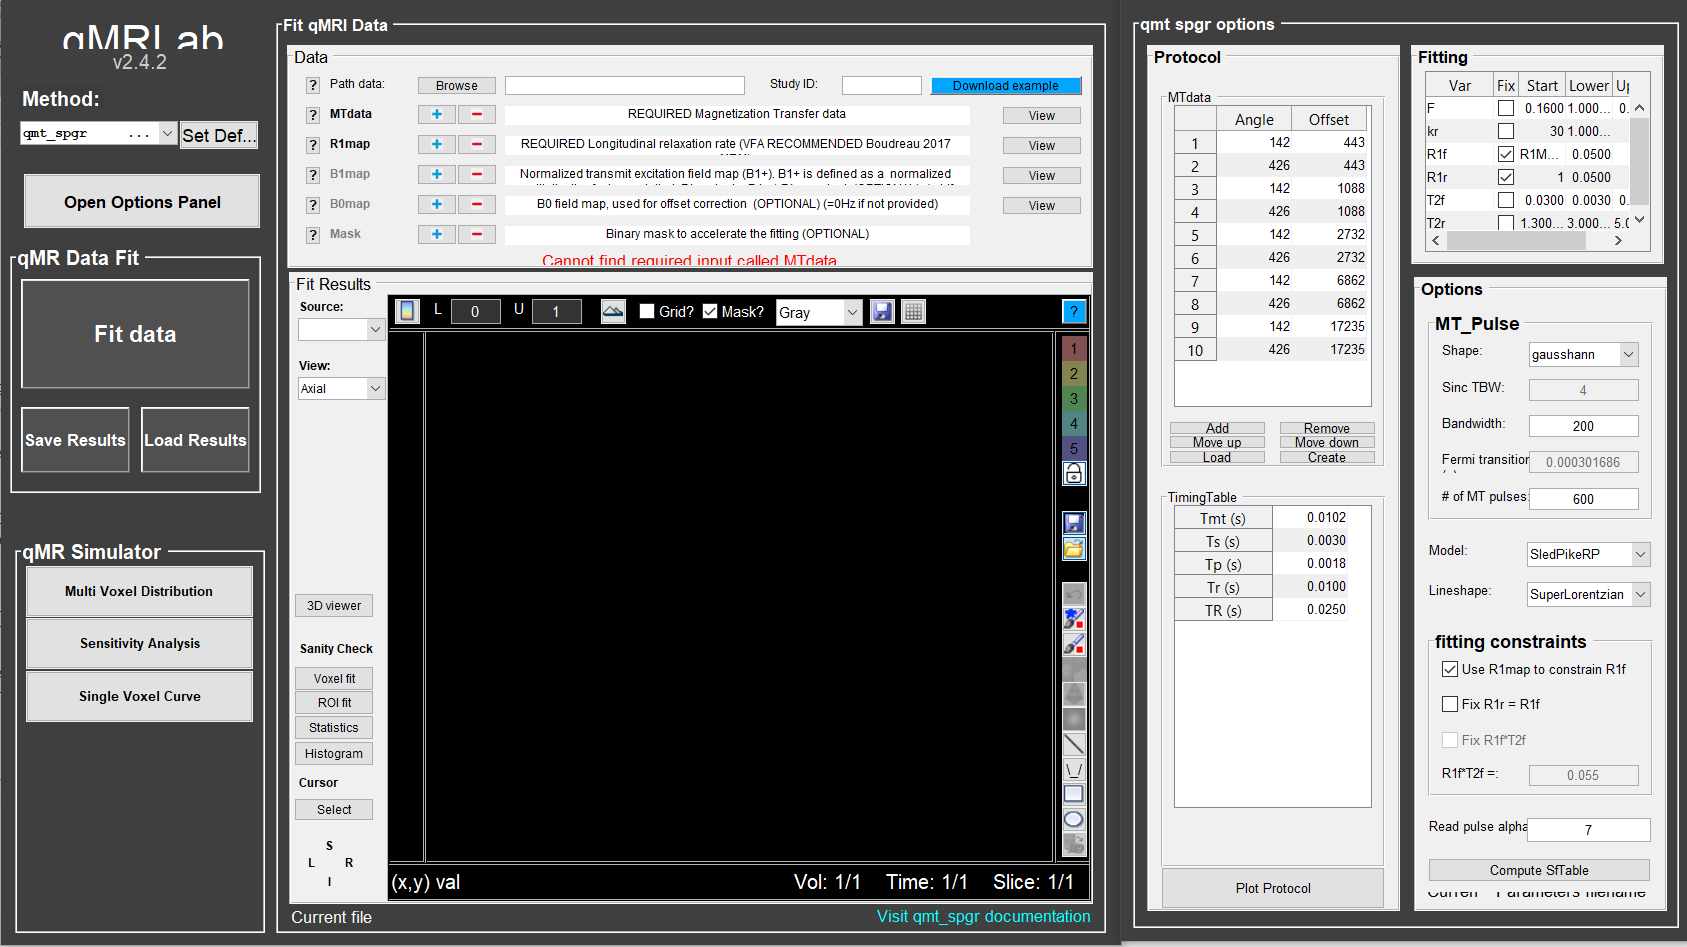 qMRLab
v2.4.2
Method:
qmt_spgr ...
Set Def...
Open Options Panel
qMR Data Fit
Fit data
Save Results
Load Results
qMR Simulator
Multi Voxel Distribution
Sensitivity Analysis
Single Voxel Curve
Fit qMRI Data
Data
? Path data: Browse Study ID: Download example
? MTdata + − REQUIRED Magnetization Transfer data View
? R1map + − REQUIRED Longitudinal relaxation rate (VFA RECOMMENDED Boudreau 2017 View
? B1map + − Normalized transmit excitation field map (B1+). B1+ is defined as a normalized View
? B0map + − B0 field map, used for offset correction (OPTIONAL) (=0Hz if not provided) View
? Mask + − Binary mask to accelerate the fitting (OPTIONAL)
Cannot find required input called MTdata
Fit Results
Source:
View:
Axial
L 0 U 1 Grid? Mask? Gray ?
1
2
3
4
5
3D viewer
Sanity Check
Voxel fit
ROI fit
Statistics
Histogram
Cursor
Select
S
L R
I
(x,y) val Vol: 1/1 Time: 1/1 Slice: 1/1
Current file Visit qmt_spgr documentation
qmt spgr options
Protocol
MTdata
Angle Offset
1 142 443
2 426 443
3 142 1088
4 426 1088
5 142 2732
6 426 2732
7 142 6862
8 426 6862
9 142 17235
10 426 17235
Add Remove
Move up Move down
Load Create
TimingTable
Tmt (s) 0.0102
Ts (s) 0.0030
Tp (s) 0.0018
Tr (s) 0.0100
TR (s) 0.0250
Plot Protocol
Fitting
Var Fix Start Lower Up
F 0.1600 1.000... 0.
kr 30 1.000...
R1f R1M... 0.0500
R1r 1 0.0500
T2f 0.0300 0.0030 0.
T2r 1.300... 3.000... 5.0
Options
MT_Pulse
Shape: gausshann
Sinc TBW: 4
Bandwidth: 200
Fermi transition 0.000301686
# of MT pulses: 600
Model: SledPikeRP
Lineshape: SuperLorentzian
fitting constraints
Use R1map to constrain R1f
Fix R1r = R1f
Fix R1f*T2f
R1f*T2f =: 0.055
Read pulse alpha 7
Compute SfTable
Curren Parameters filename